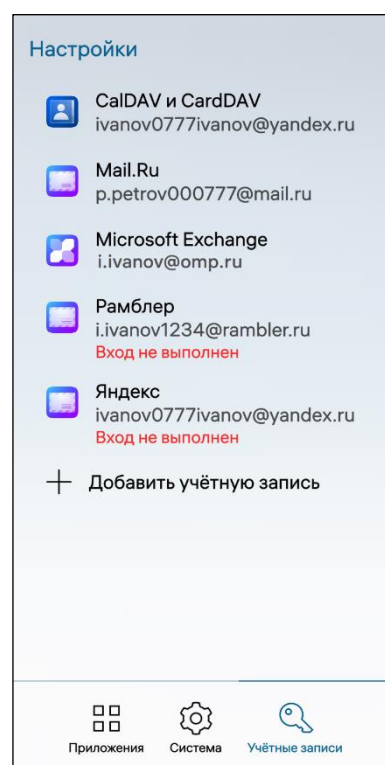 Настройки
CalDAV и CardDAV
ivanov0777ivanov@yandex.ru
Mail.Ru
p.petrov000777@mail.ru
Microsoft Exchange
i.ivanov@omp.ru
Рамблер
i.ivanov1234@rambler.ru
Вход не выполнен
Яндекс
ivanov0777ivanov@yandex.ru
Вход не выполнен
Добавить учётную запись
Приложения Система Учётные записи